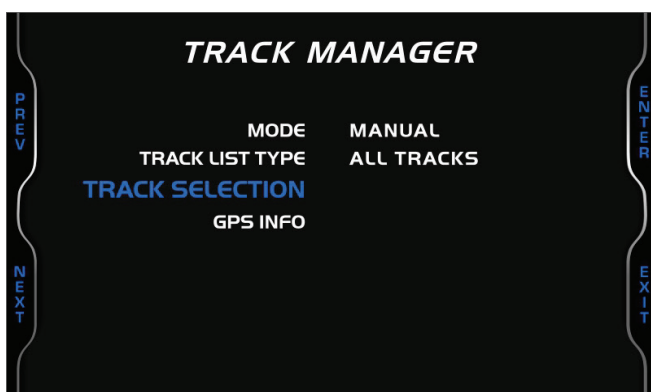 TRACK MANAGER
PREV
ENTER
MODE MANUAL
TRACK LIST TYPE ALL TRACKS
TRACK SELECTION
GPS INFO
NEXT
EXIT